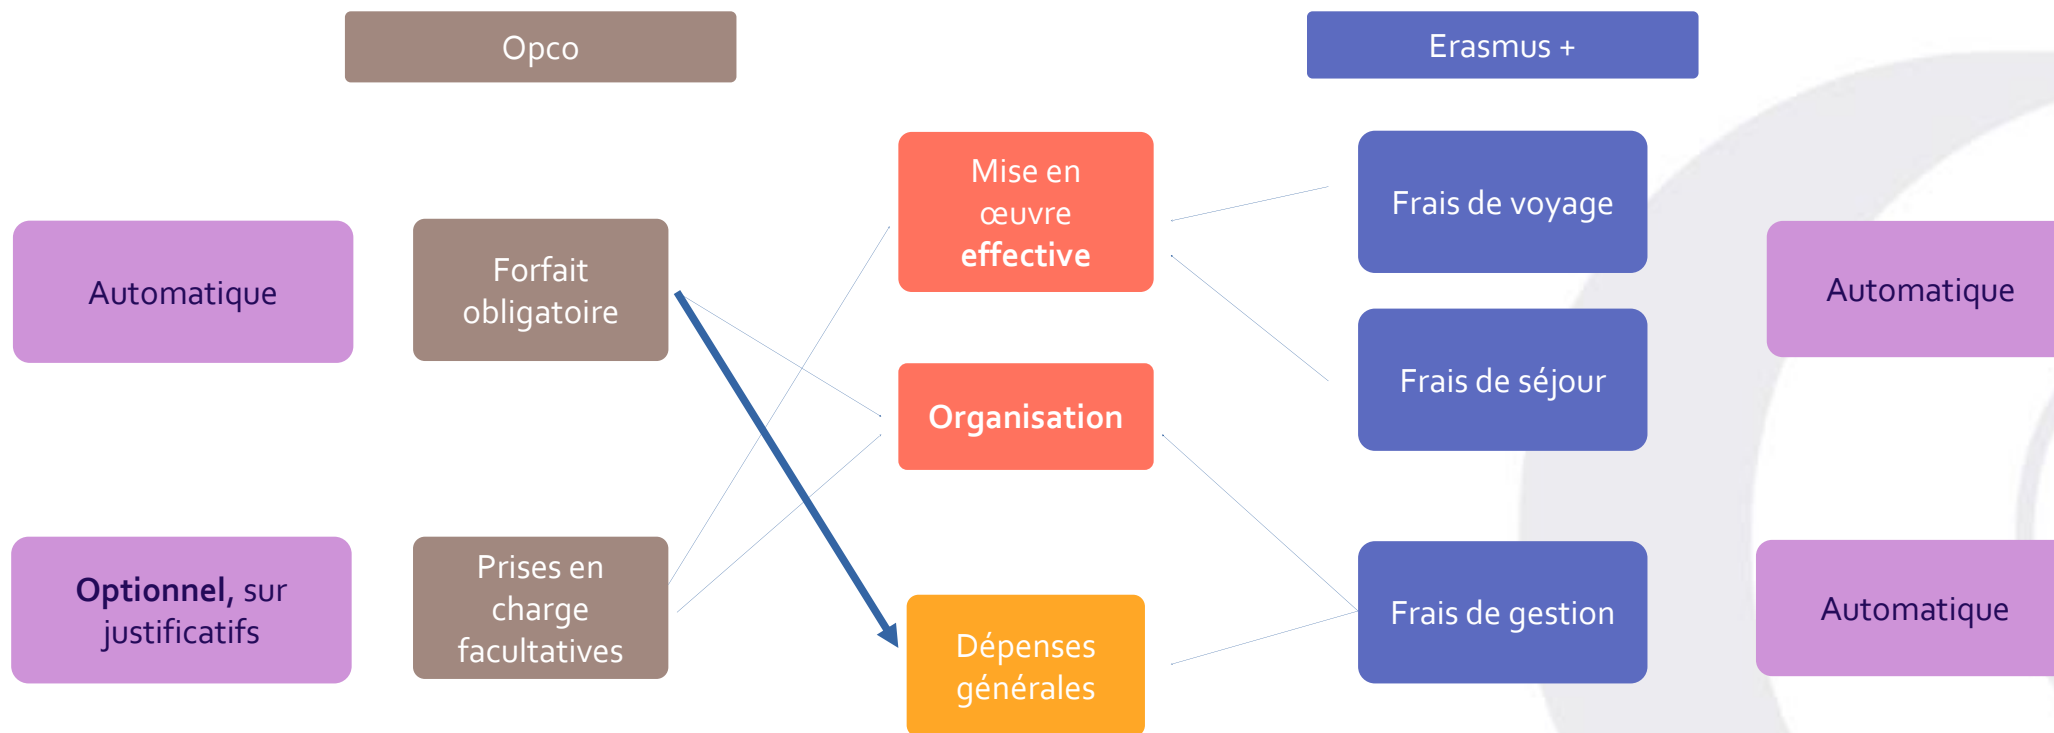 Opco
Erasmus +
Automatique
Forfait
obligatoire
Mise en
œuvre
effective
Frais de voyage
Automatique
Frais de séjour
Organisation
Optionnel, sur
justificatifs
Prises en
charge
facultatives
Dépenses
générales
Frais de gestion
Automatique